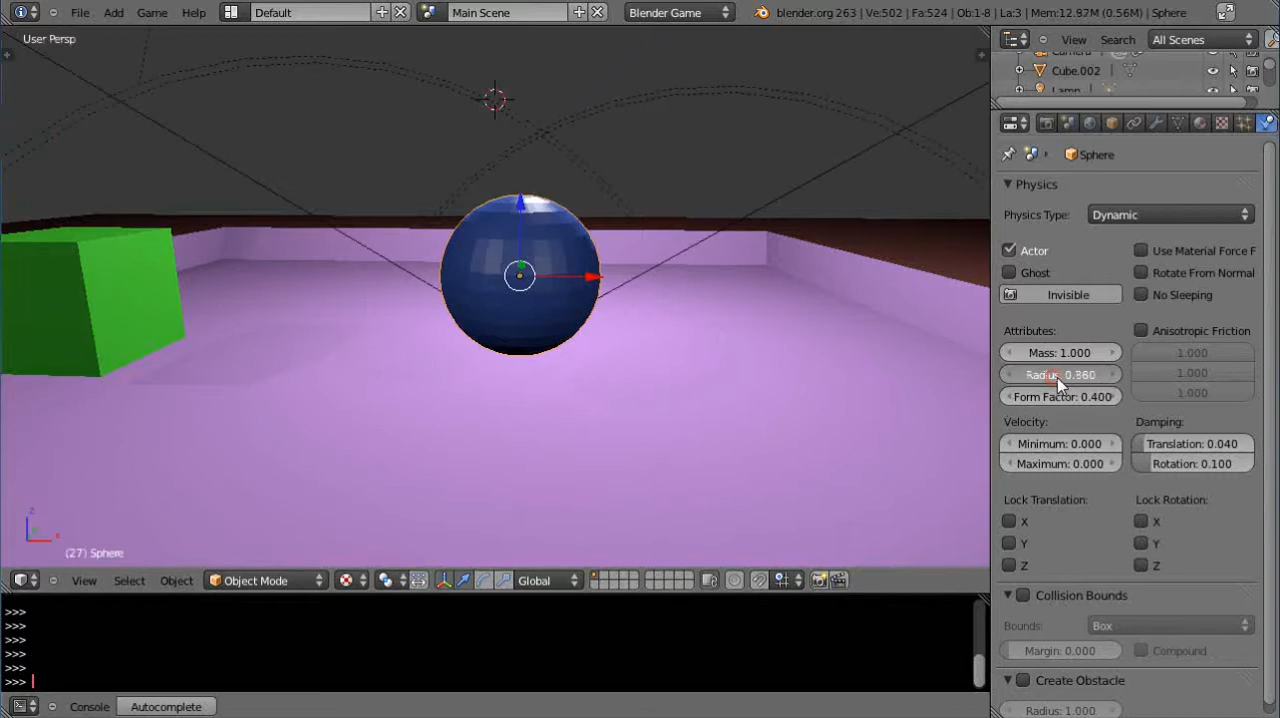 File Add Game Help Default Main Scene Blender Game blender.org 263 | Ve:502 | Fa:524 | Ob:1-8 | La:3 | Mem:12.97M (0.56M) | Sphere
User Persp
View Search All Scenes
Cube.002
Lamp
Sphere
Physics
Physics Type: Dynamic
Actor Use Material Force F
Ghost Rotate From Normal
Invisible No Sleeping
Attributes: Anisotropic Friction
Mass: 1.000 1.000
Radius: 0.860 1.000
Form Factor: 0.400 1.000
Velocity: Damping:
Minimum: 0.000 Translation: 0.040
Maximum: 0.000 Rotation: 0.100
Lock Translation: Lock Rotation:
X X
Y Y
Z Z
Collision Bounds
Bounds: Box
Margin: 0.000 Compound
Create Obstacle
Radius: 1.000
z
x
(27) Sphere
View Select Object Object Mode Global
>>>
>>>
>>>
>>>
>>>
>>>
Console Autocomplete